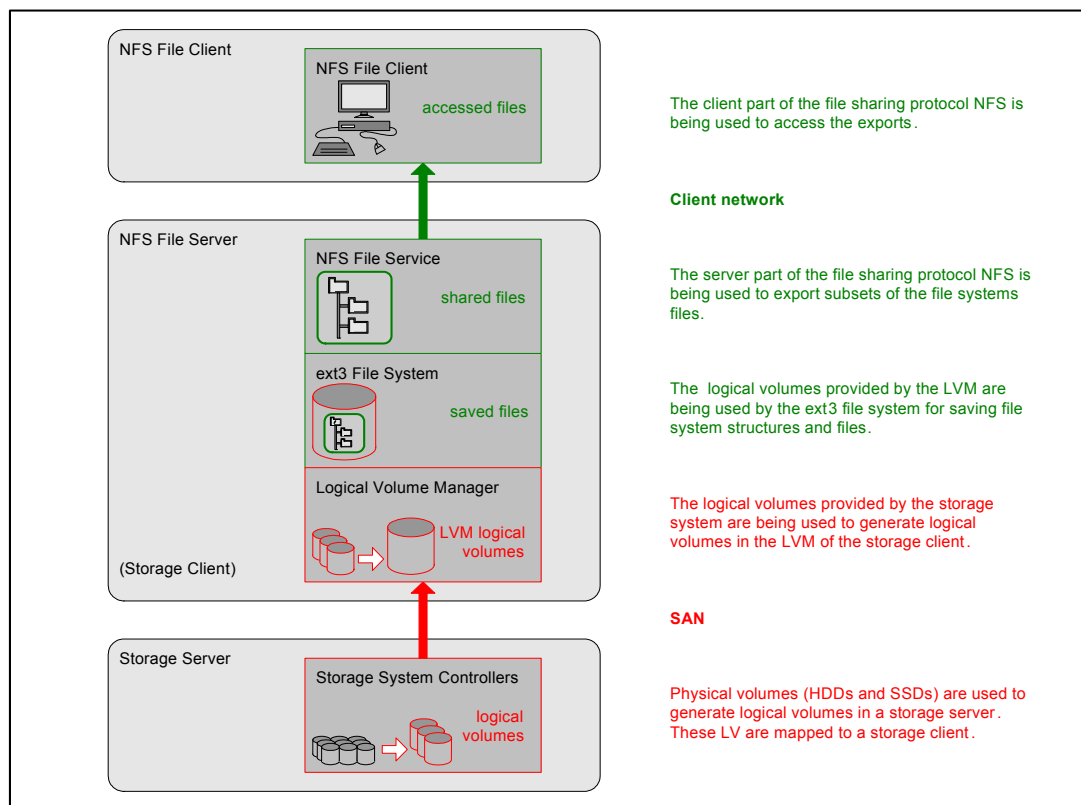 NFS File Client
NFS File Client
accessed files
The client part of the file sharing protocol NFS is
being used to access the exports.
Client network
NFS File Server
NFS File Service
shared files
The server part of the file sharing protocol NFS is
being used to export subsets of the file systems
files.
ext3 File System
saved files
The logical volumes provided by the LVM are
being used by the ext3 file system for saving file
system structures and files.
Logical Volume Manager
LVM logical
volumes
(Storage Client)
The logical volumes provided by the storage
system are being used to generate logical
volumes in the LVM of the storage client.
SAN
Storage Server
Storage System Controllers
logical
volumes
Physical volumes (HDDs and SSDs) are used to
generate logical volumes in a storage server.
These LV are mapped to a storage client.